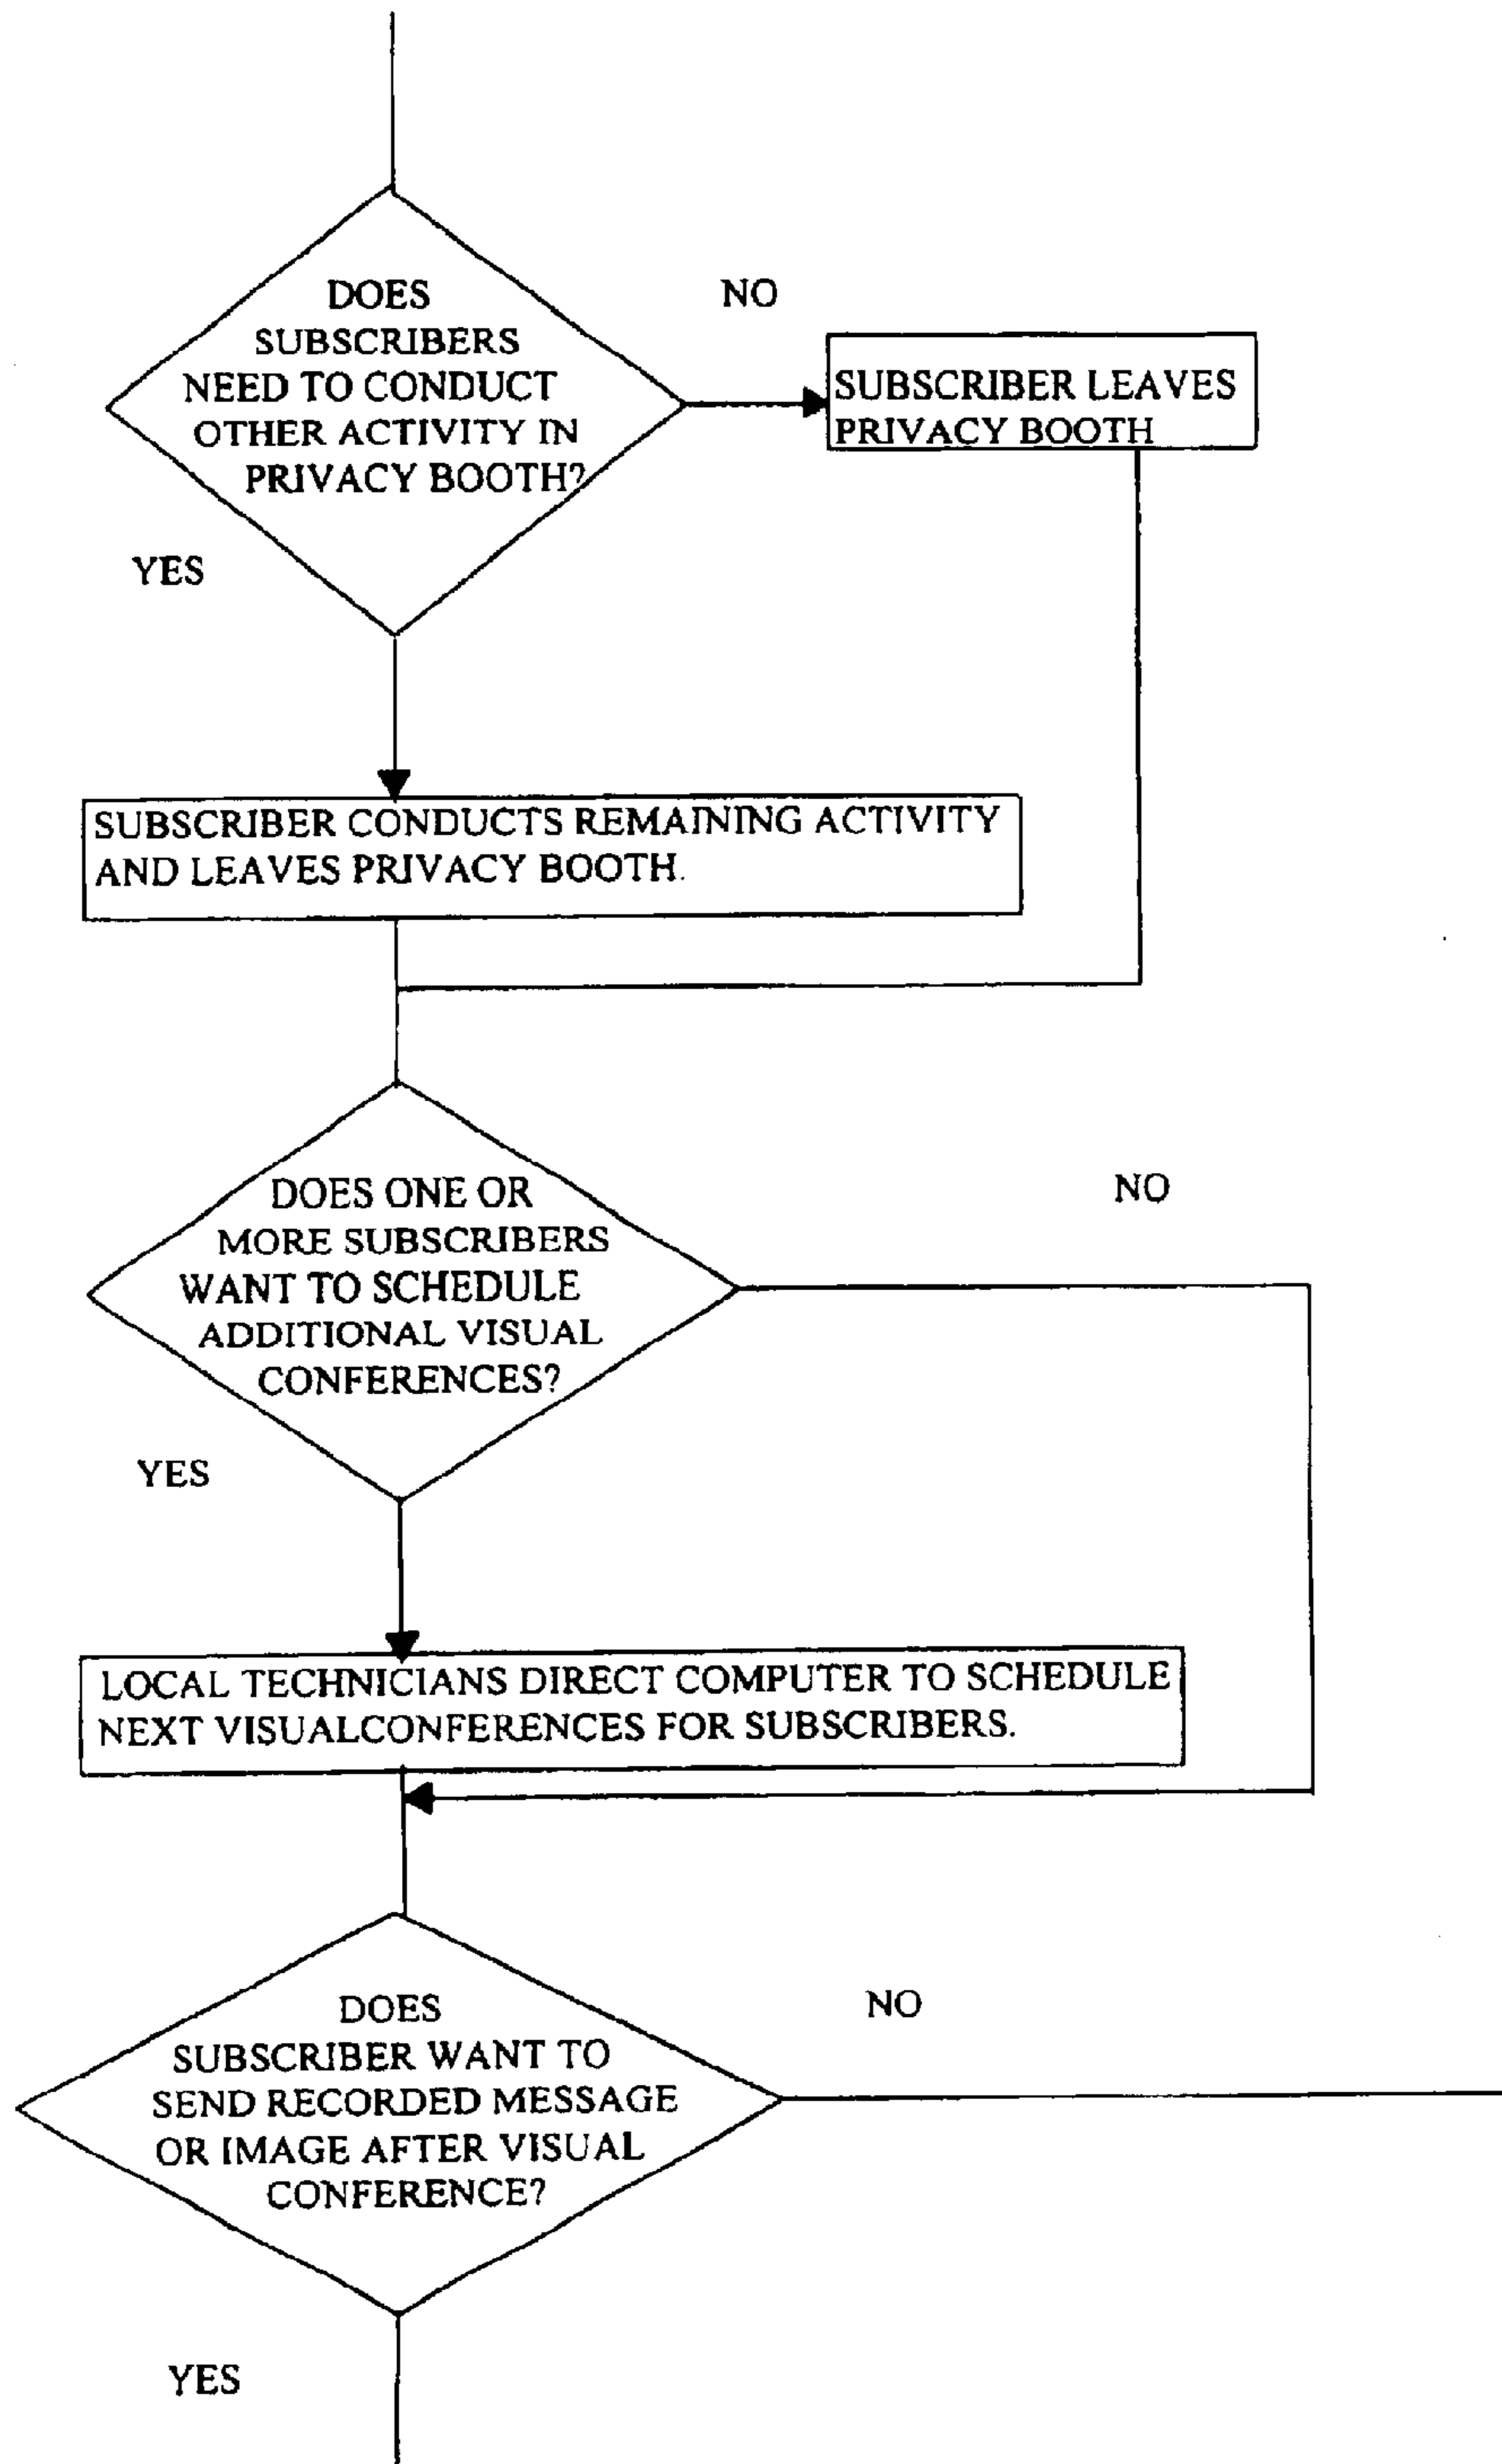 DOES
SUBSCRIBERS
NEED TO CONDUCT
OTHER ACTIVITY IN
PRIVACY BOOTH?
NO
SUBSCRIBER LEAVES
PRIVACY BOOTH
YES
SUBSCRIBER CONDUCTS REMAINING ACTIVITY
AND LEAVES PRIVACY BOOTH.
DOES ONE OR
MORE SUBSCRIBERS
WANT TO SCHEDULE
ADDITIONAL VISUAL
CONFERENCES?
NO
YES
LOCAL TECHNICIANS DIRECT COMPUTER TO SCHEDULE
NEXT VISUALCONFERENCES FOR SUBSCRIBERS.
DOES
SUBSCRIBER WANT TO
SEND RECORDED MESSAGE
OR IMAGE AFTER VISUAL
CONFERENCE?
NO
YES